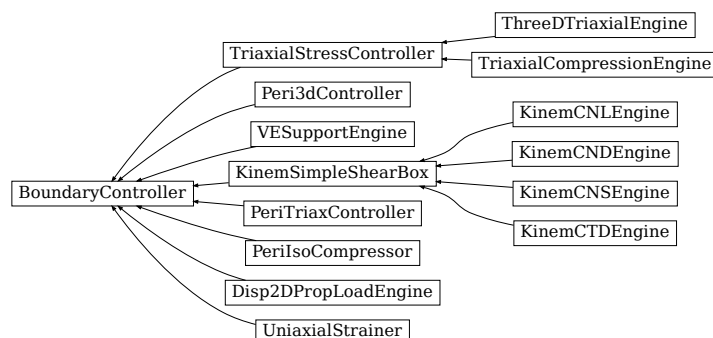 ThreeDTriaxialEngine
TriaxialStressController
TriaxialCompressionEngine
Peri3dController
KinemCNLEngine
VESupportEngine
KinemCNDEngine
KinemSimpleShearBox
BoundaryController
KinemCNSEngine
PeriTriaxController
KinemCTDEngine
PeriIsoCompressor
Disp2DPropLoadEngine
UniaxialStrainer